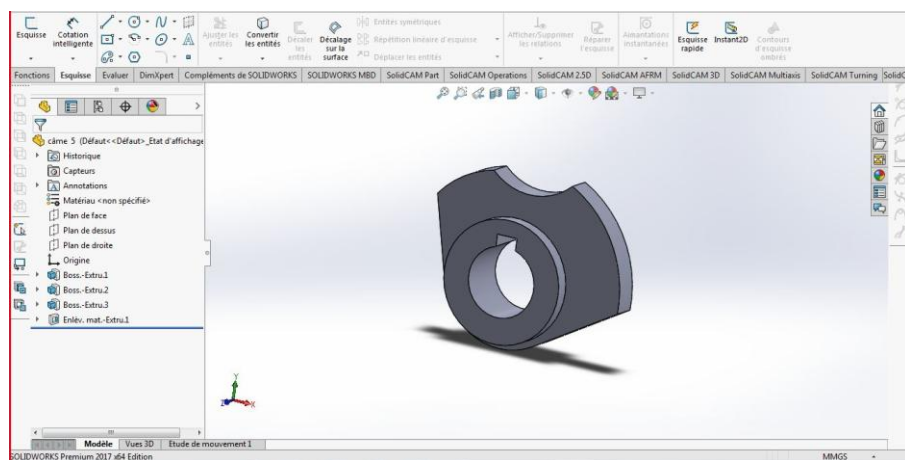 Esquisse
Cotation intelligente
Ajuster les entités
Convertir les entités
Décaler les entités
Décalage sur la surface
Entités symétriques
Répétition linéaire d'esquisse
Déplacer les entités
Afficher/Supprimer les relations
Réparer l'esquisse
Aimantations instantanées
Esquisse rapide
Instant2D
Contours d'esquisse ombrés
Fonctions Esquisse Evaluer DimXpert Compléments de SOLIDWORKS SOLIDWORKS MBD SolidCAM Part SolidCAM Operations SolidCAM 2.5D SolidCAM AFRM SolidCAM 3D SolidCAM Multiaxis SolidCAM Turning SolidC
came 5 (Défaut<<Défaut>_Etat d'affichage
Historique
Capteurs
Annotations
Matériau <non spécifié>
Plan de face
Plan de dessus
Plan de droite
Origine
Boss.-Extru.1
Boss.-Extru.2
Boss.-Extru.3
Enlèv. mat.-Extru.1
Y
Z X
Modèle Vues 3D Etude de mouvement 1
SOLIDWORKS Premium 2017 x64 Edition MMGS